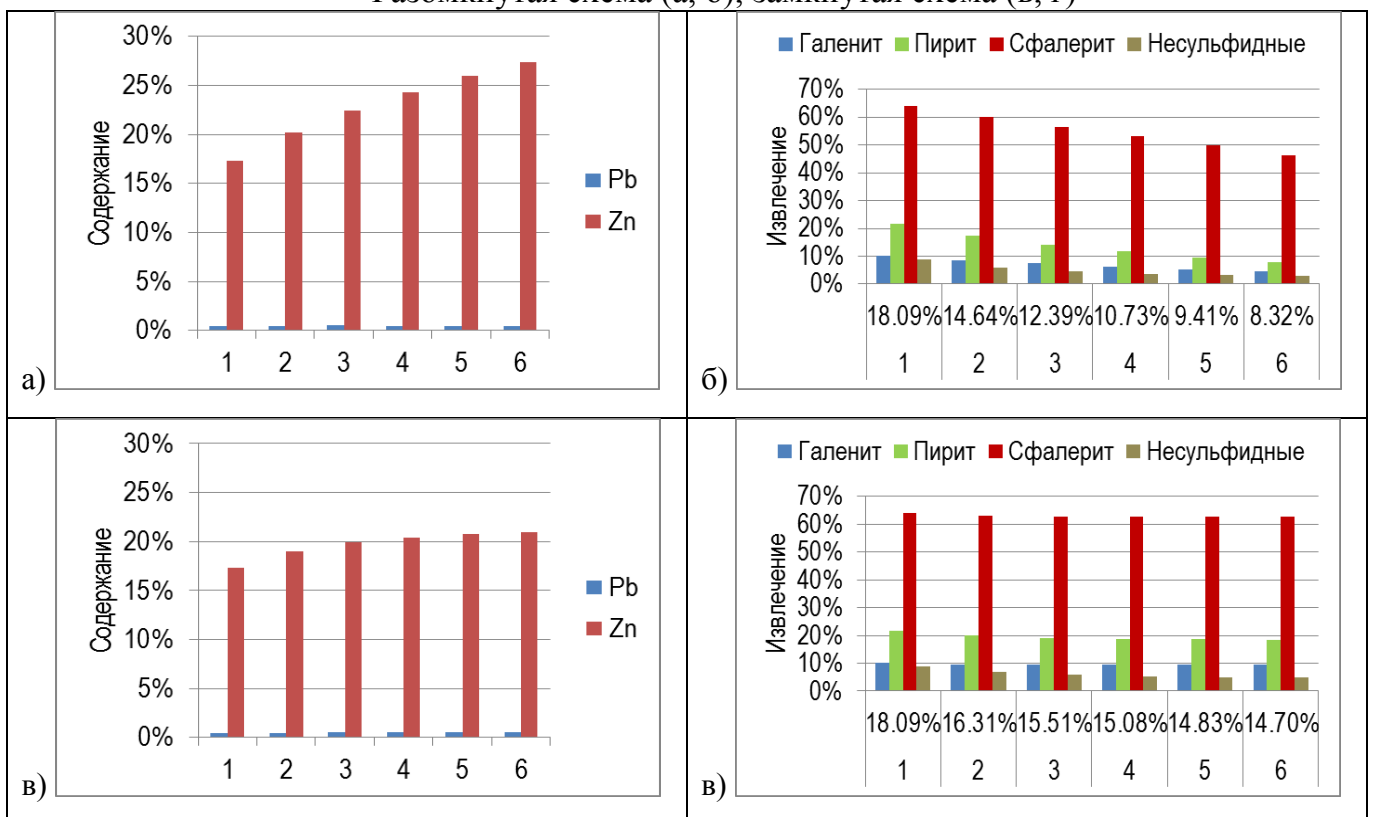 Разомкнутая схема (а, б), замкнутая схема (в, г)
30%
25%
20%
15%
10%
5%
0%
Содержание
1 2 3 4 5 6
Pb
Zn
а)
Галенит Пирит Сфалерит Несульфидные
70%
60%
50%
40%
30%
20%
10%
0%
Извлечение
18.09% 14.64% 12.39% 10.73% 9.41% 8.32%
1 2 3 4 5 6
б)
30%
25%
20%
15%
10%
5%
0%
Содержание
1 2 3 4 5 6
Pb
Zn
в)
Галенит Пирит Сфалерит Несульфидные
70%
60%
50%
40%
30%
20%
10%
0%
Извлечение
18.09% 16.31% 15.51% 15.08% 14.83% 14.70%
1 2 3 4 5 6
в)